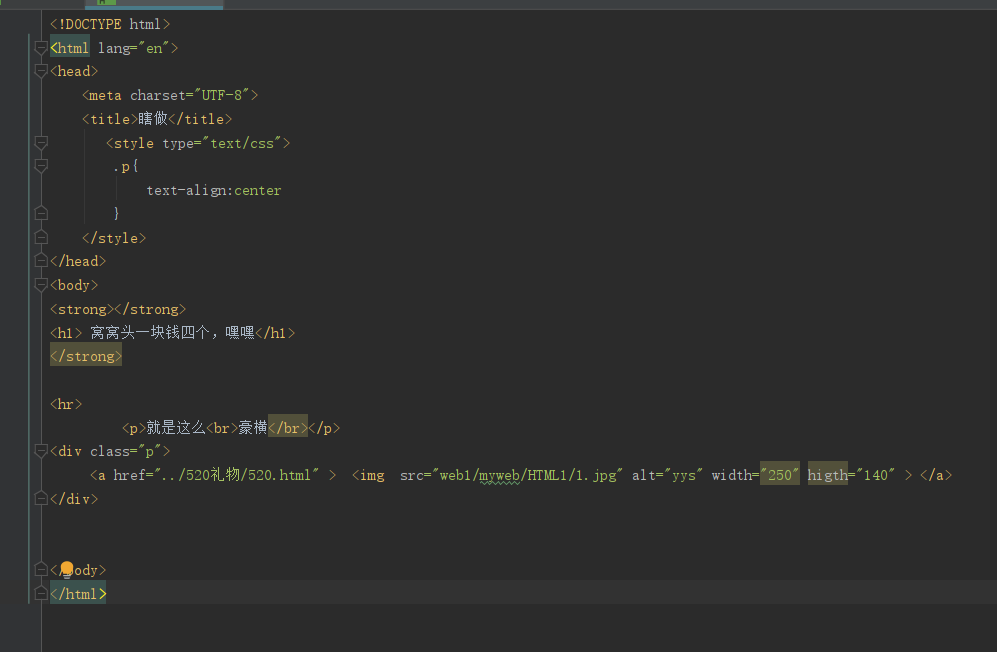 <!DOCTYPE html>
<html lang="en">
<head>
<meta charset="UTF-8">
<title>瞎做</title>
<style type="text/css">
.p{
text-align:center
}
</style>
</head>
<body>
<strong></strong>
<h1> 窝窝头一块钱四个，嘿嘿</h1>
</strong>
<hr>
<p>就是这么<br>豪横</br></p>
<div class="p">
<a href="../520礼物/520.html" > <img src="web1/myweb/HTML1/1.jpg" alt="yys" width="250" higth="140" > </a>
</div>
</body>
</html>